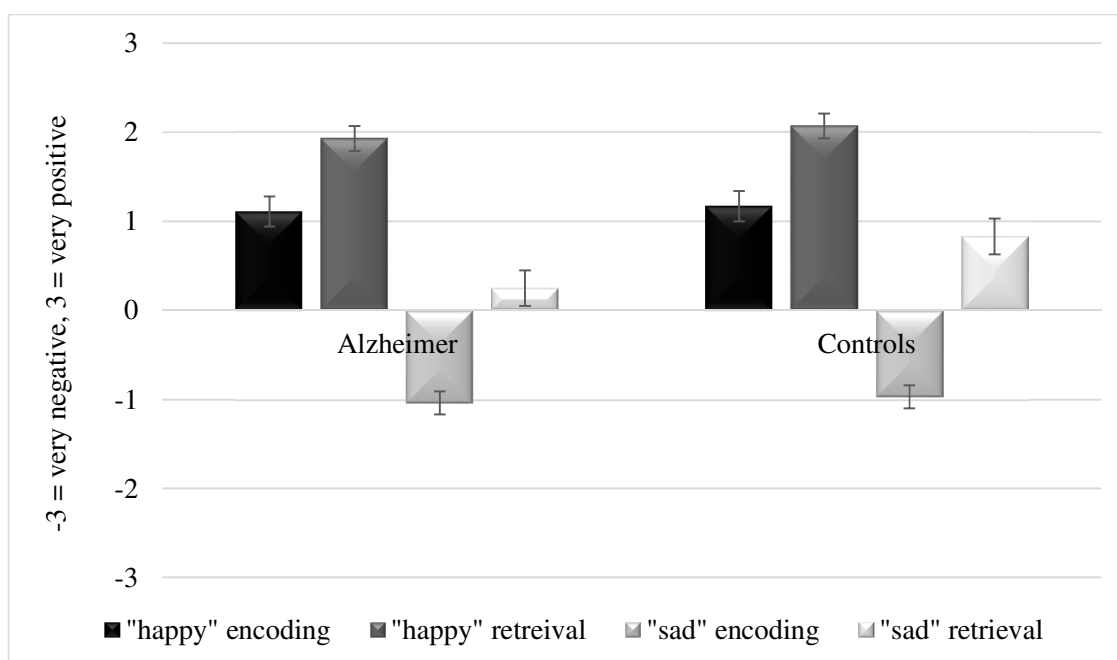 3
2
1
0
-1
-2
-3
-3 = very negative, 3 = very positive
Alzheimer
Controls
"happy" encoding
"happy" retreival
"sad" encoding
"sad" retrieval